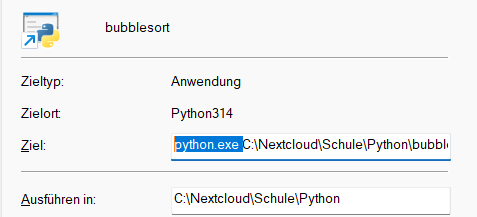 bubblesort
Zieltyp: Anwendung
Zielort: Python314
Ziel: python.exe C:\Nextcloud\Schule\Python\bubbl
Ausführen in: C:\Nextcloud\Schule\Python